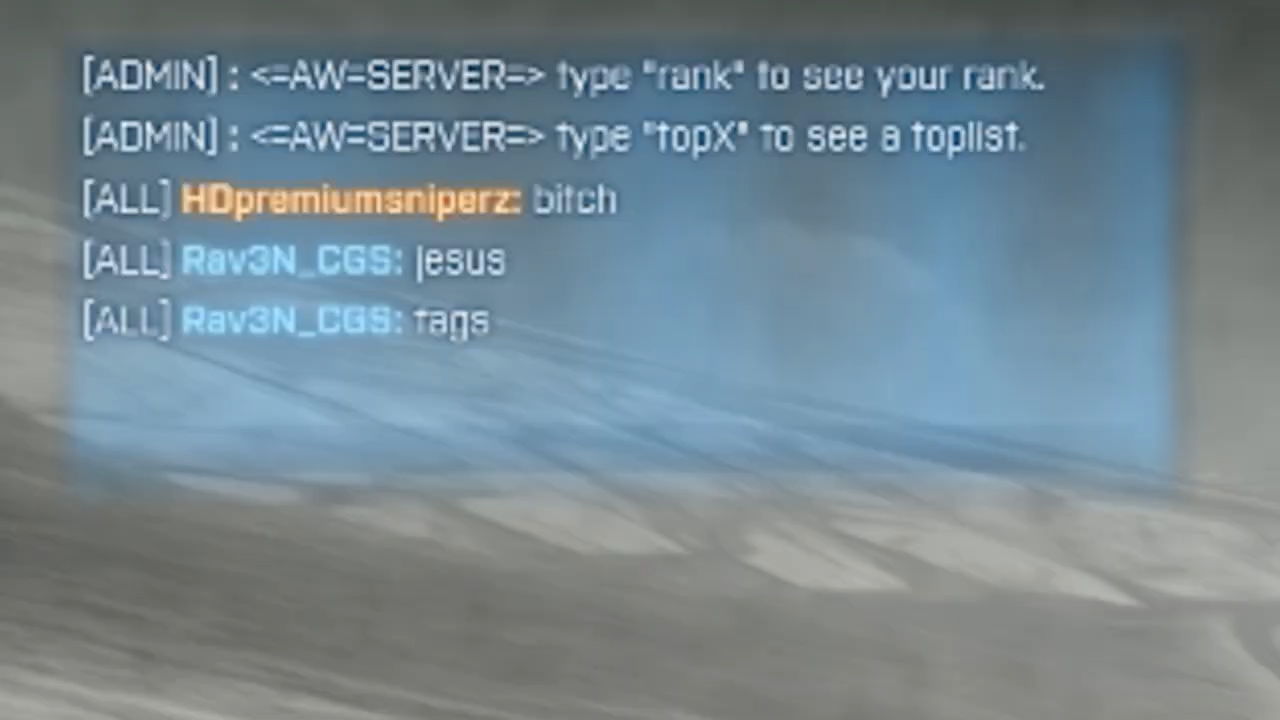 [ADMIN] : <=AW=SERVER=> type "rank" to see your rank.
[ADMIN] : <=AW=SERVER=> type "topX" to see a toplist.
[ALL] HDpremiumsniperz: bitch
[ALL] Rav3N_CGS: jesus
[ALL] Rav3N_CGS: tags